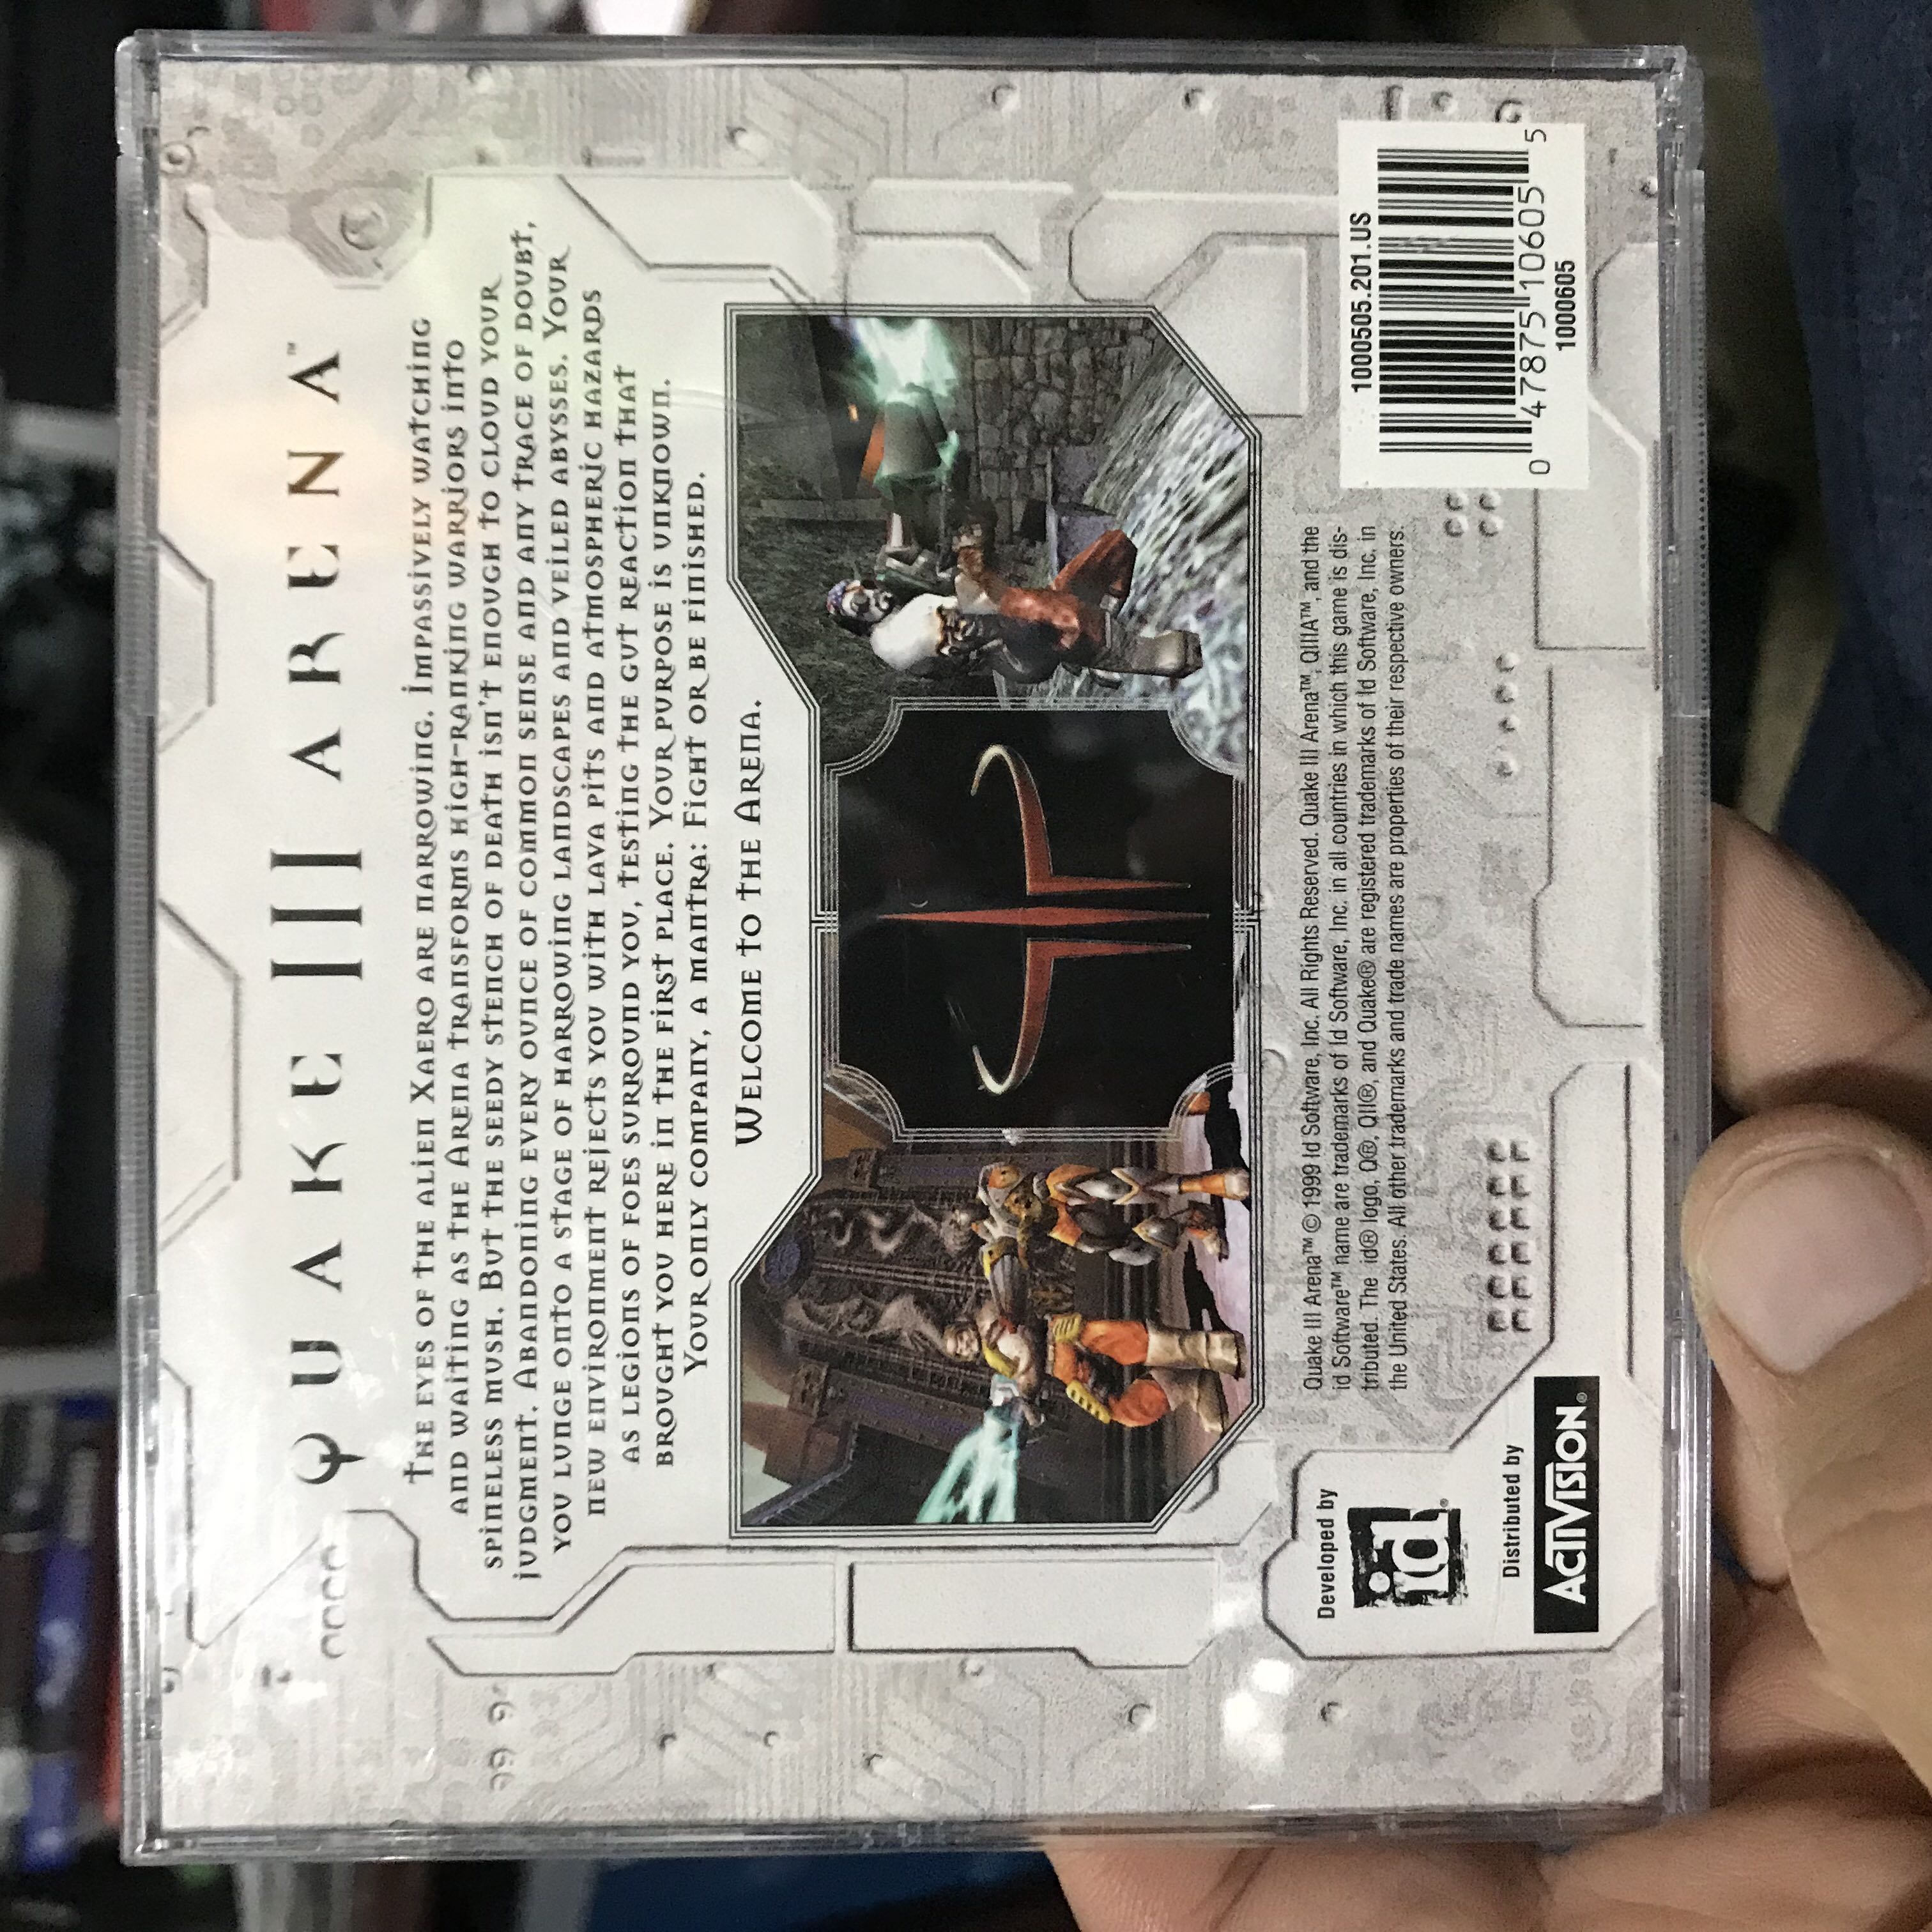 QUAKE III ARENA™
The eyes of the alien Xaero are narrowing. Impassively watching
and waiting as the Arena transforms high-ranking warriors into
spineless mush. But the seedy stench of death isn't enough to cloud your
judgment. Abandoning every ounce of common sense and any trace of doubt,
you lunge onto a stage of harrowing landscapes and veiled abysses. Your
new environment rejects you with lava pits and atmospheric hazards
as legions of foes surround you, testing the gut reaction that
brought you here in the first place. Your purpose is unknown.
Your only company, a mantra: Fight or be finished.
Welcome to the Arena.
Quake III Arena™ © 1999 Id Software, Inc. All Rights Reserved. Quake III Arena™, QIIIA™, and the
id Software™ name are trademarks of Id Software, Inc. in all countries in which this game is dis-
tributed. The id® logo, Q®, QII®, and Quake® are registered trademarks of Id Software, Inc. in
the United States. All other trademarks and trade names are properties of their respective owners.
Developed by
id®
Distributed by
ACTIVISION®
100505.201.US
0 47875 10605 5
1000605